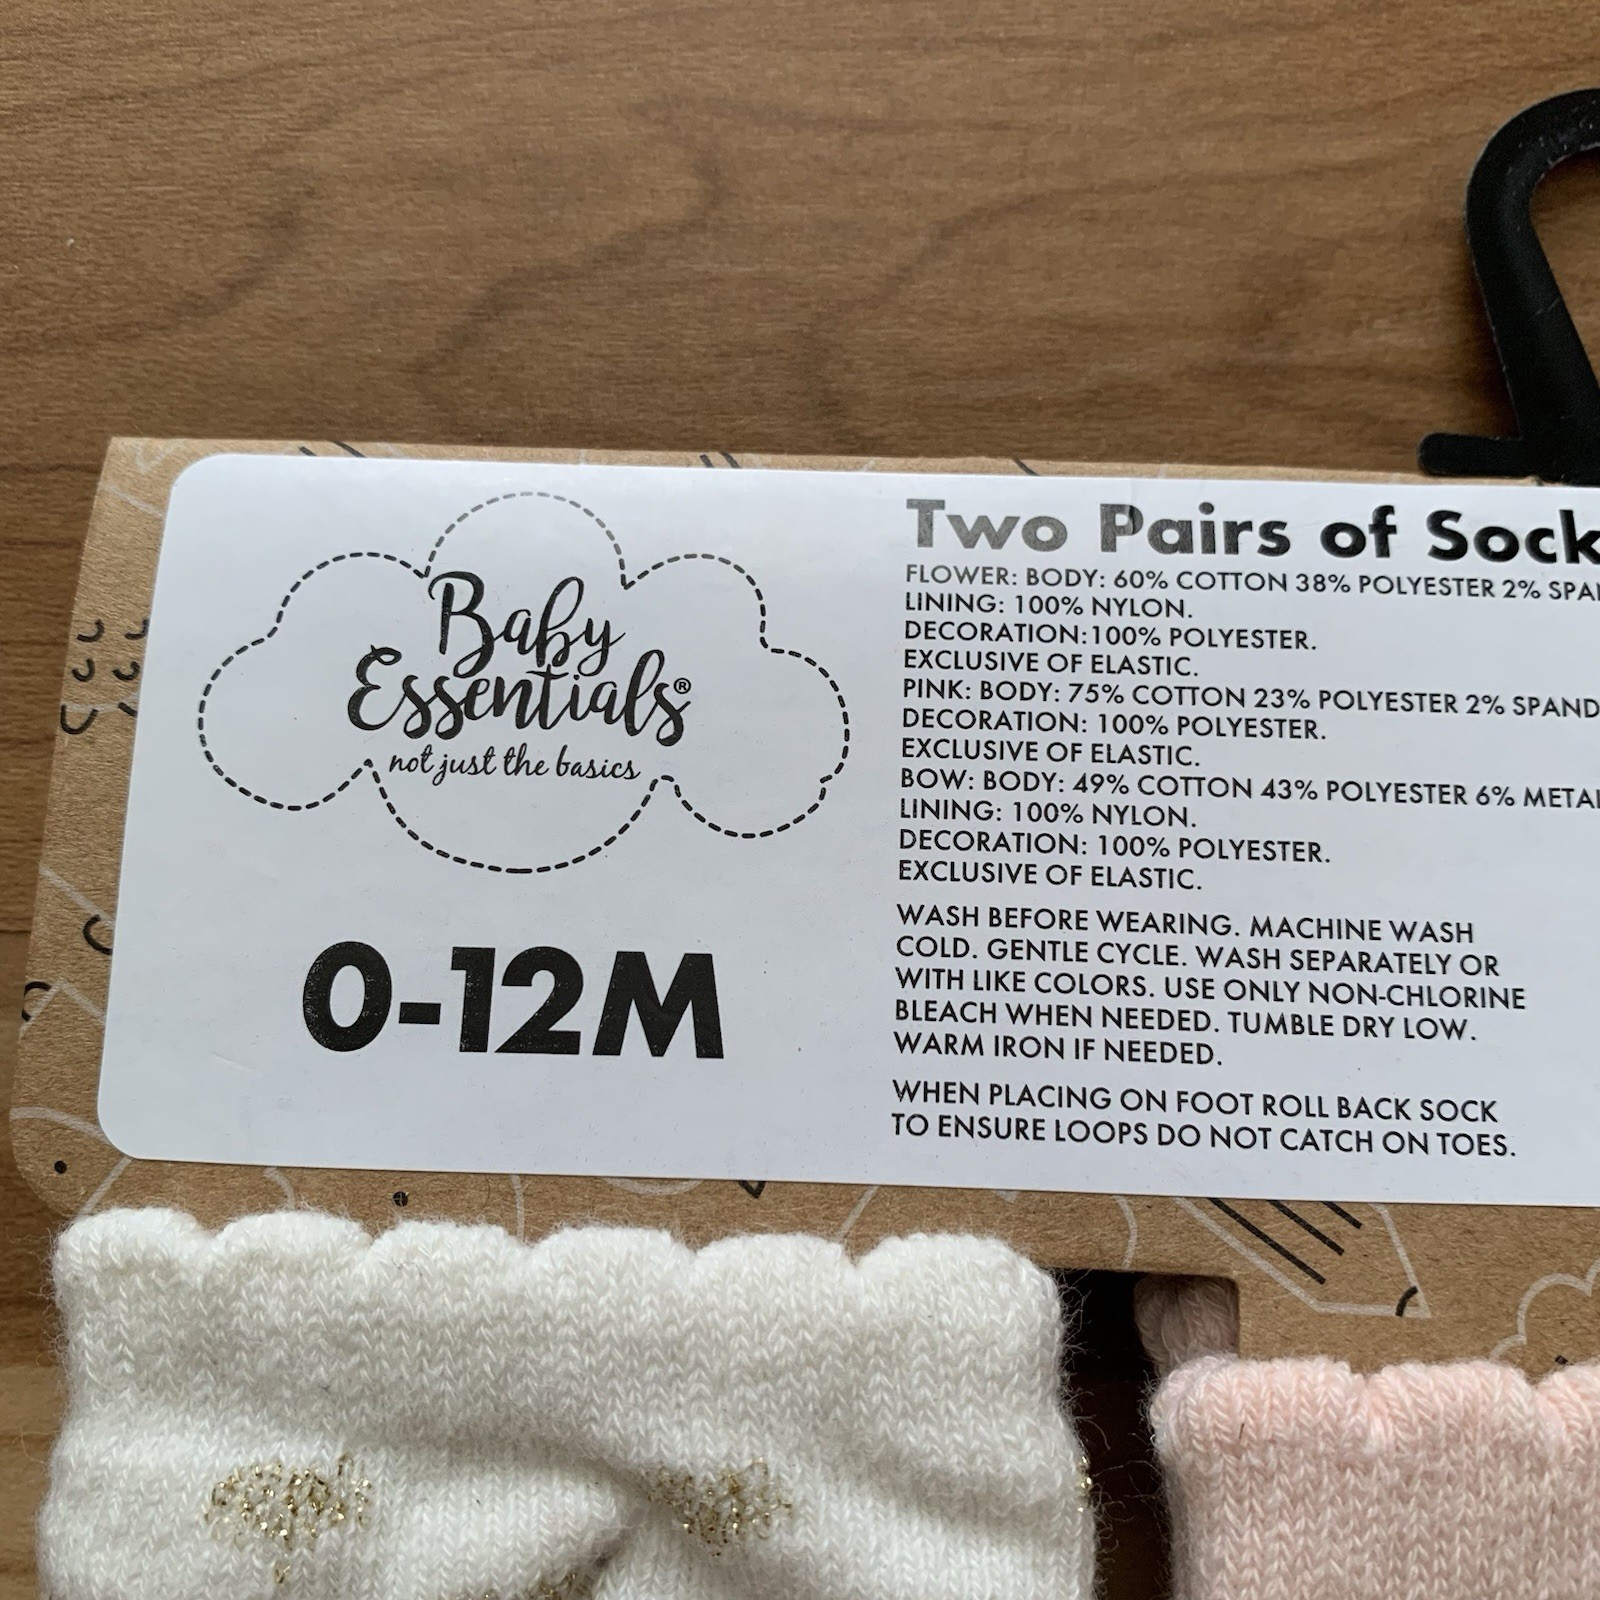 Baby
Essentials®
not just the basics
0-12M
Two Pairs of Sock
FLOWER: BODY: 60% COTTON 38% POLYESTER 2% SPAN
LINING: 100% NYLON.
DECORATION:100% POLYESTER.
EXCLUSIVE OF ELASTIC.
PINK: BODY: 75% COTTON 23% POLYESTER 2% SPAND
DECORATION: 100% POLYESTER.
EXCLUSIVE OF ELASTIC.
BOW: BODY: 49% COTTON 43% POLYESTER 6% METAL
LINING: 100% NYLON.
DECORATION: 100% POLYESTER.
EXCLUSIVE OF ELASTIC.
WASH BEFORE WEARING. MACHINE WASH
COLD. GENTLE CYCLE. WASH SEPARATELY OR
WITH LIKE COLORS. USE ONLY NON-CHLORINE
BLEACH WHEN NEEDED. TUMBLE DRY LOW.
WARM IRON IF NEEDED.
WHEN PLACING ON FOOT ROLL BACK SOCK
TO ENSURE LOOPS DO NOT CATCH ON TOES.